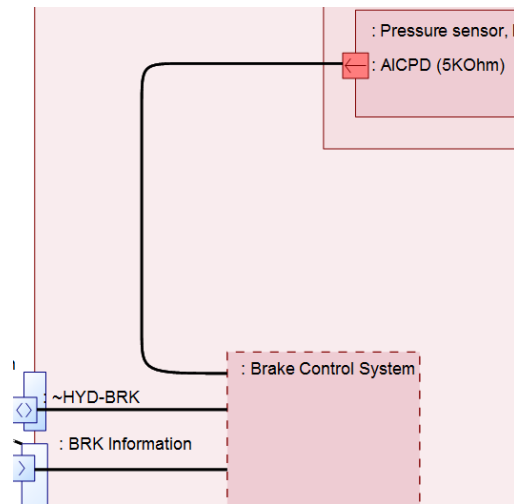 : Pressure sensor,
: AICPD (5KOhm)
: Brake Control System
: ~HYD-BRK
: BRK Information